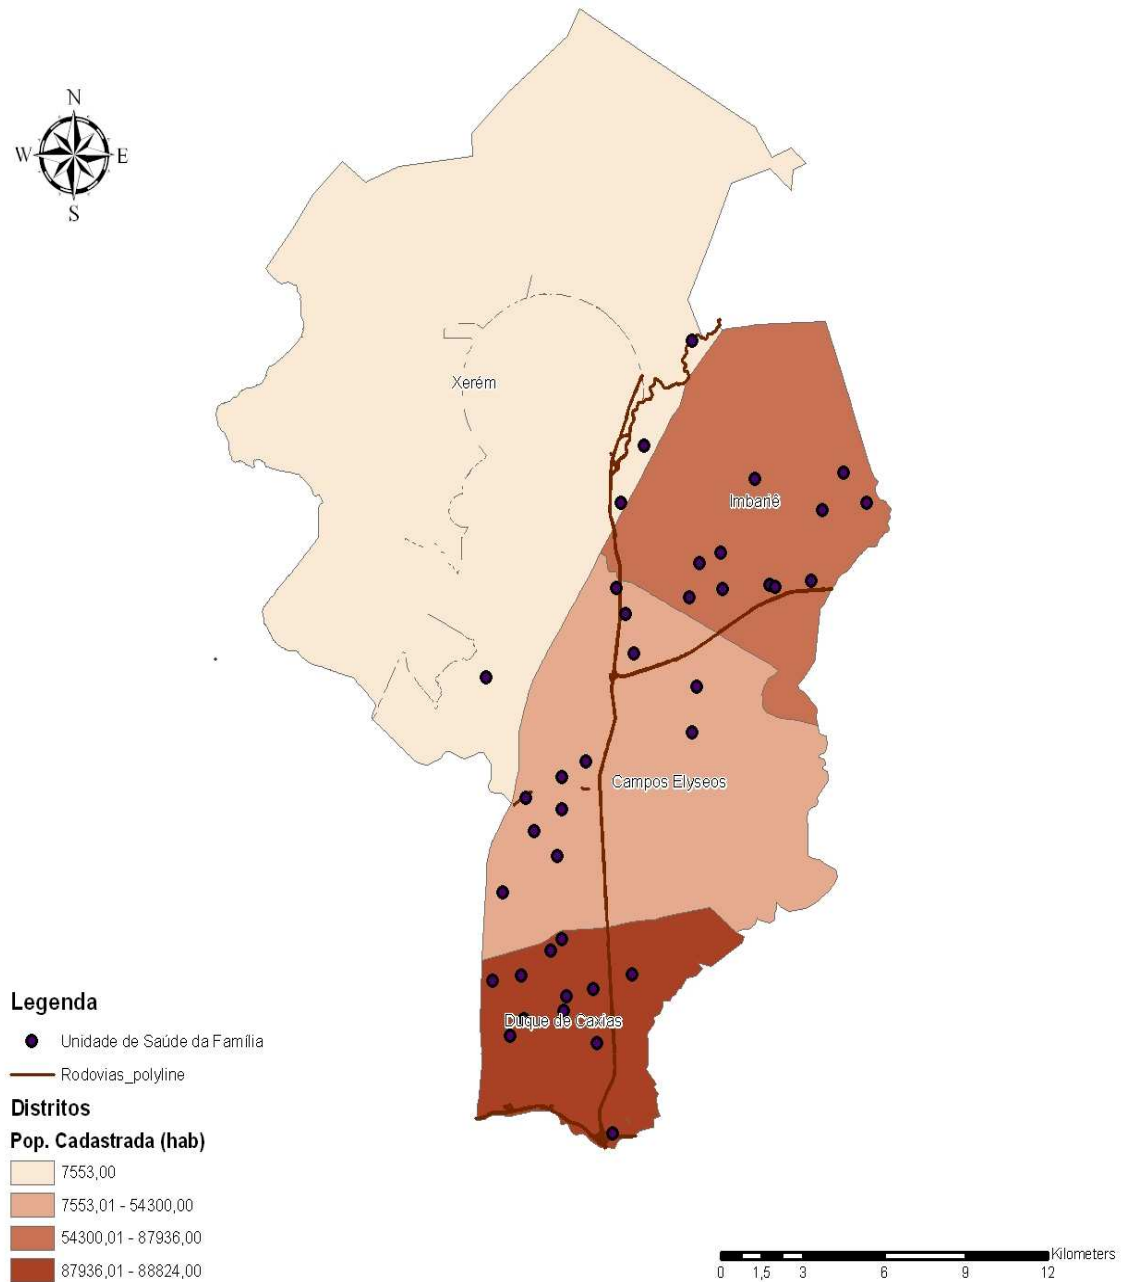 N
W E
S
Xerém
Imbariê
Campos Elyseos
Duque de Caxias
Legenda
Unidade de Saúde da Família
Rodovias_polyline
Distritos
Pop. Cadastrada (hab)
7553,00
7553,01 - 54300,00
54300,01 - 87936,00
87936,01 - 88824,00
Kilometers
0 1,5 3 6 9 12